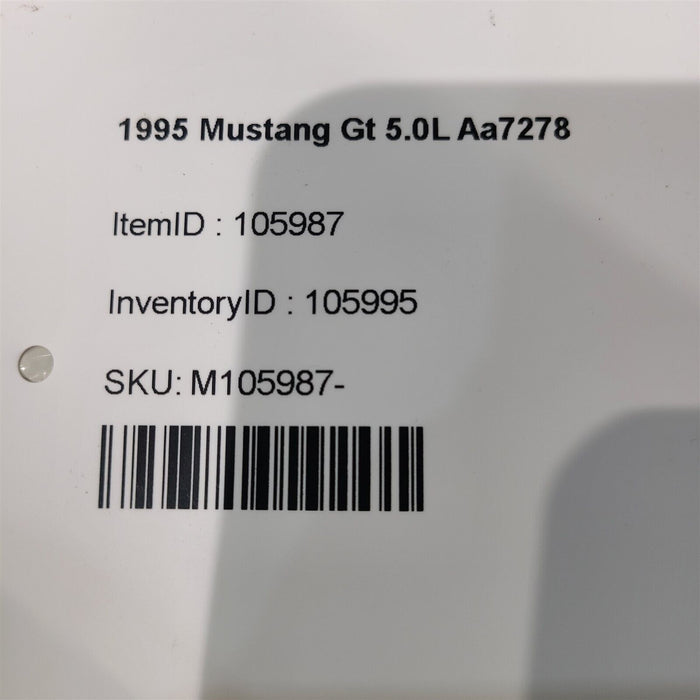 1995 Mustang Gt 5.0L Aa7278
ItemID : 105987
InventoryID : 105995
SKU: M105987-